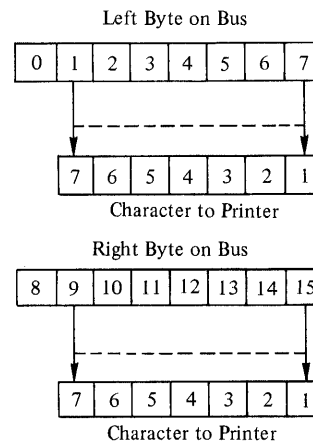 Left Byte on Bus
0 1 2 3 4 5 6 7
7 6 5 4 3 2 1
Character to Printer
Right Byte on Bus
8 9 10 11 12 13 14 15
7 6 5 4 3 2 1
Character to Printer